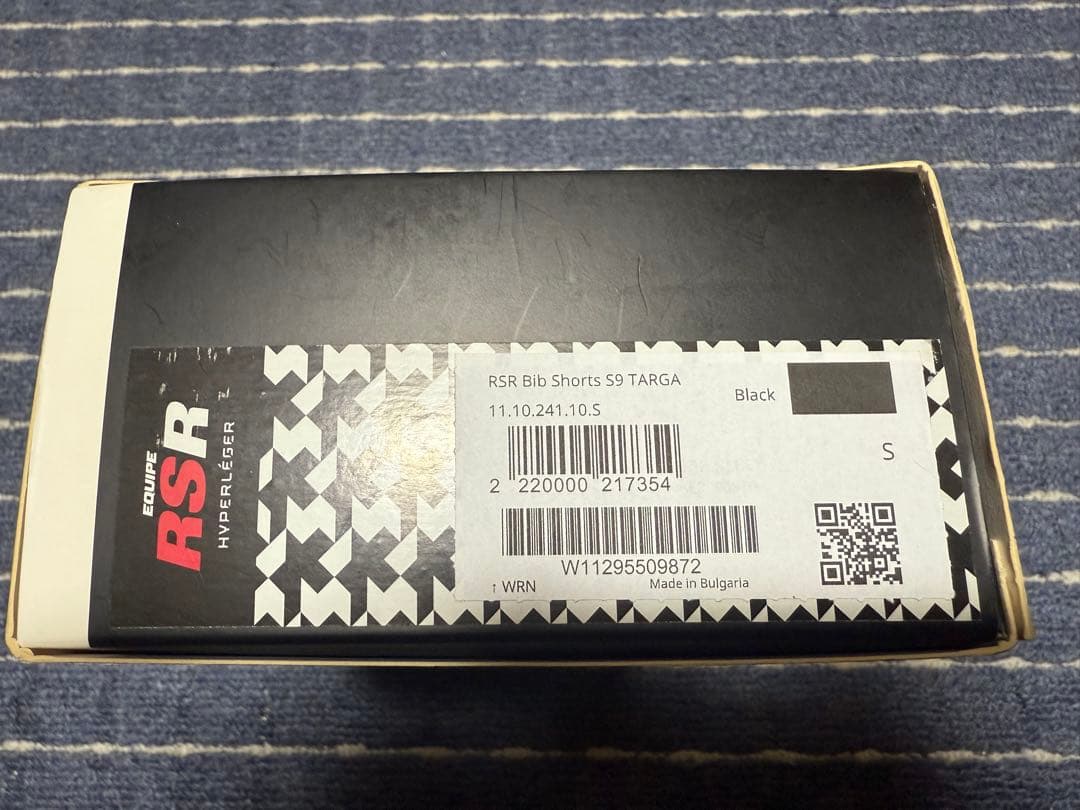 EQUIPE
RSR
HYPERLÉGER
RSR Bib Shorts S9 TARGA
Black
11.10.241.10.S
S
2 220000 217354
W11295509872
↑ WRN
Made in Bulgaria